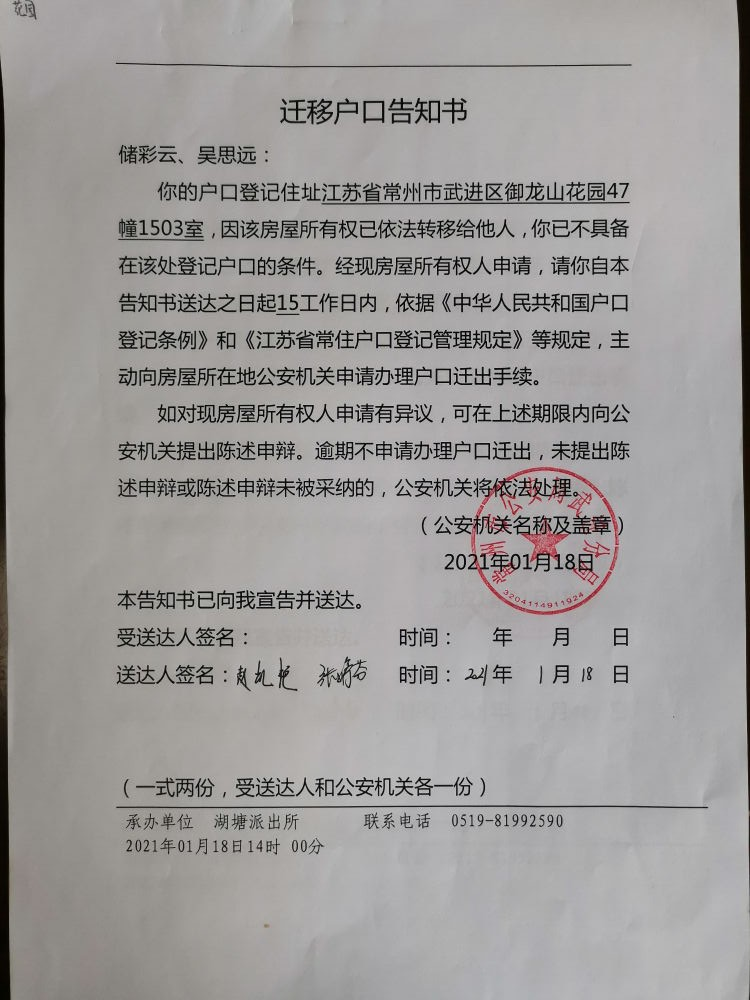 花园
迁移户口告知书
储彩云、吴思远：
你的户口登记住址江苏省常州市武进区御龙山花园47
幢1503室，因该房屋所有权已依法转移给他人，你已不具备
在该处登记户口的条件。经现房屋所有权人申请，请你自本
告知书送达之日起15工作日内，依据《中华人民共和国户口
登记条例》和《江苏省常住户口登记管理规定》等规定，主
动向房屋所在地公安机关申请办理户口迁出手续。
如对现房屋所有权人申请有异议，可在上述期限内向公
安机关提出陈述申辩。逾期不申请办理户口迁出，未提出陈
述申辩或陈述申辩未被采纳的，公安机关将依法处理。
（公安机关名称及盖章）
2021年01月18日
常州市公安局武进分局
3204114911924
本告知书已向我宣告并送达。
受送达人签名： 时间： 年 月 日
送达人签名： 时间：2021年 1月 18 日
（一式两份，受送达人和公安机关各一份）
承办单位 湖塘派出所 联系电话 0519-81992590
2021年01月18日14时 00分